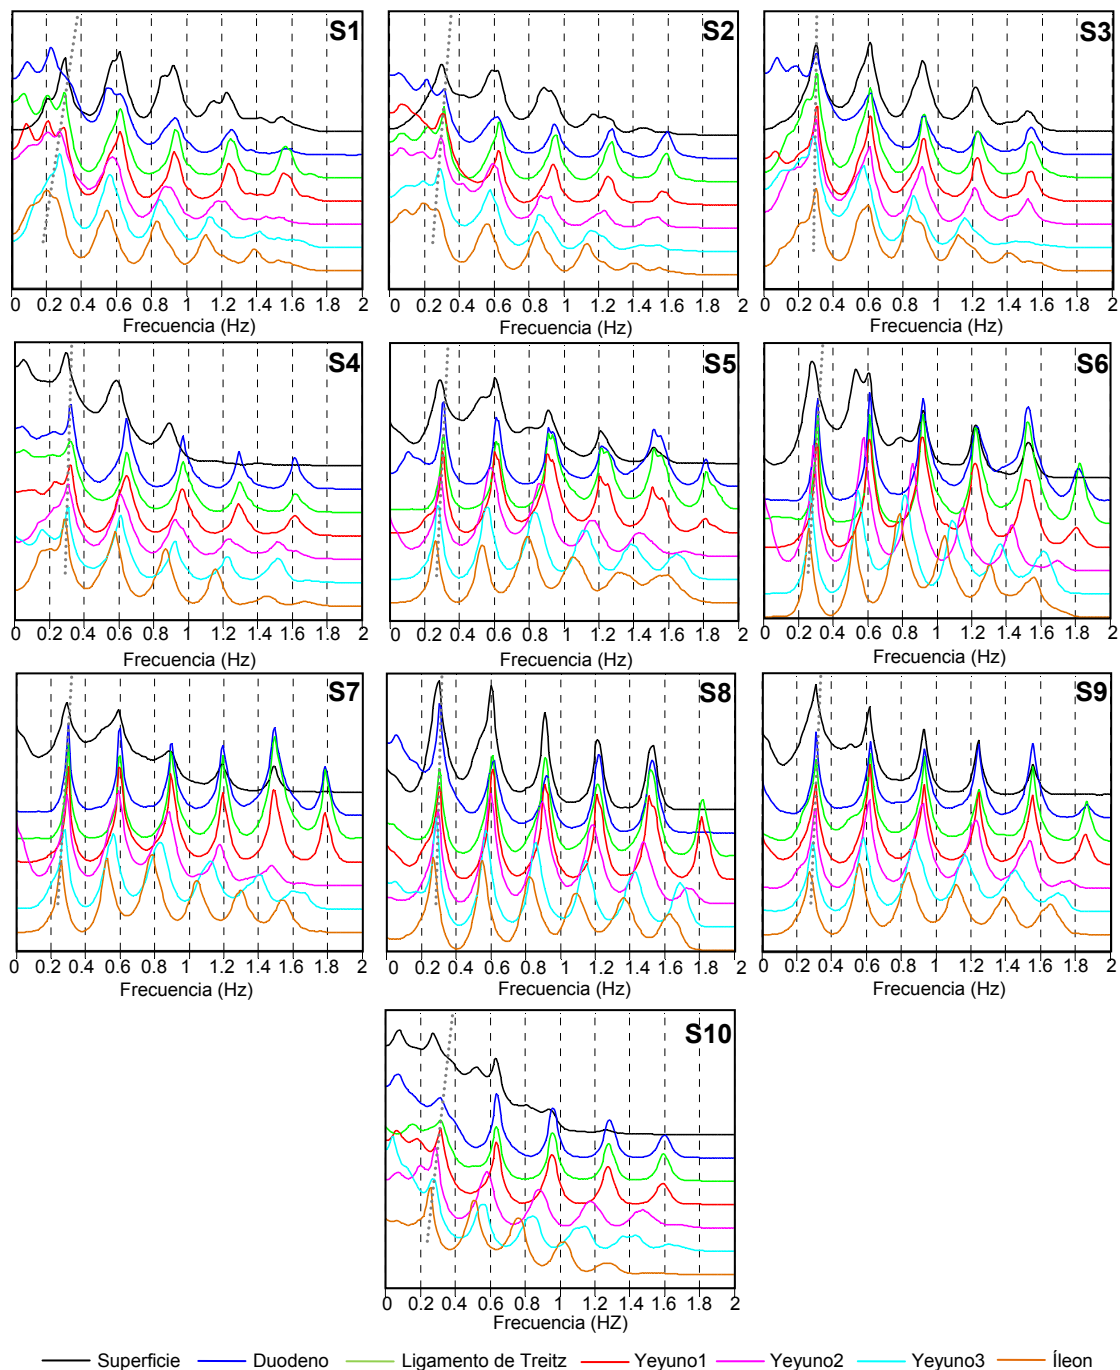 S1 S2 S3
0 0.2 0.4 0.6 0.8 1 1.2 1.4 1.6 1.8 2 0 0.2 0.4 0.6 0.8 1 1.2 1.4 1.6 1.8 2 0 0.2 0.4 0.6 0.8 1 1.2 1.4 1.6 1.8 2
Frecuencia (Hz) Frecuencia (Hz) Frecuencia (Hz)
S4 S5 S6
0 0.2 0.4 0.6 0.8 1 1.2 1.4 1.6 1.8 2 0 0.2 0.4 0.6 0.8 1 1.2 1.4 1.6 1.8 2 0 0.2 0.4 0.6 0.8 1 1.2 1.4 1.6 1.8 2
Frecuencia (Hz) Frecuencia (Hz) Frecuencia (Hz)
S7 S8 S9
0 0.2 0.4 0.6 0.8 1 1.2 1.4 1.6 1.8 2 0 0.2 0.4 0.6 0.8 1 1.2 1.4 1.6 1.8 2 0 0.2 0.4 0.6 0.8 1 1.2 1.4 1.6 1.8 2
Frecuencia (Hz) Frecuencia (Hz) Frecuencia (Hz)
S10
0 0.2 0.4 0.6 0.8 1 1.2 1.4 1.6 1.8 2
Frecuencia (HZ)
Superficie Duodeno Ligamento de Treitz Yeyuno1 Yeyuno2 Yeyuno3 Íleon